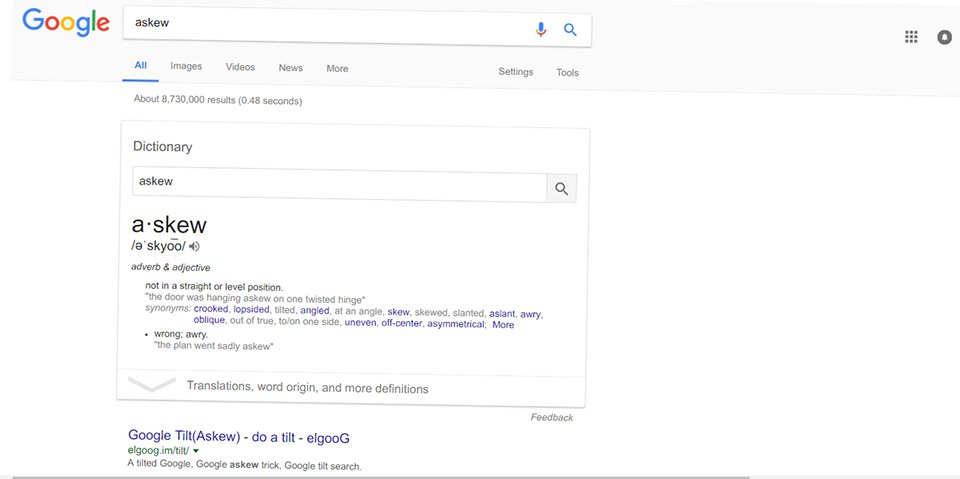 Google
askew
All Images Videos News More Settings Tools
About 8,730,000 results (0.48 seconds)
Dictionary
askew
a·skew
/əˈskyo͞o/
adverb & adjective
not in a straight or level position.
"the door was hanging askew on one twisted hinge"
synonyms: crooked, lopsided, tilted, angled, at an angle, skew, skewed, slanted, aslant, awry,
oblique, out of true, to/on one side, uneven, off-center, asymmetrical; More
• wrong; awry.
"the plan went sadly askew"
Translations, word origin, and more definitions
Feedback
Google Tilt(Askew) - do a tilt - elgooG
elgoog.im/tilt/
A tilted Google, Google askew trick, Google tilt search.